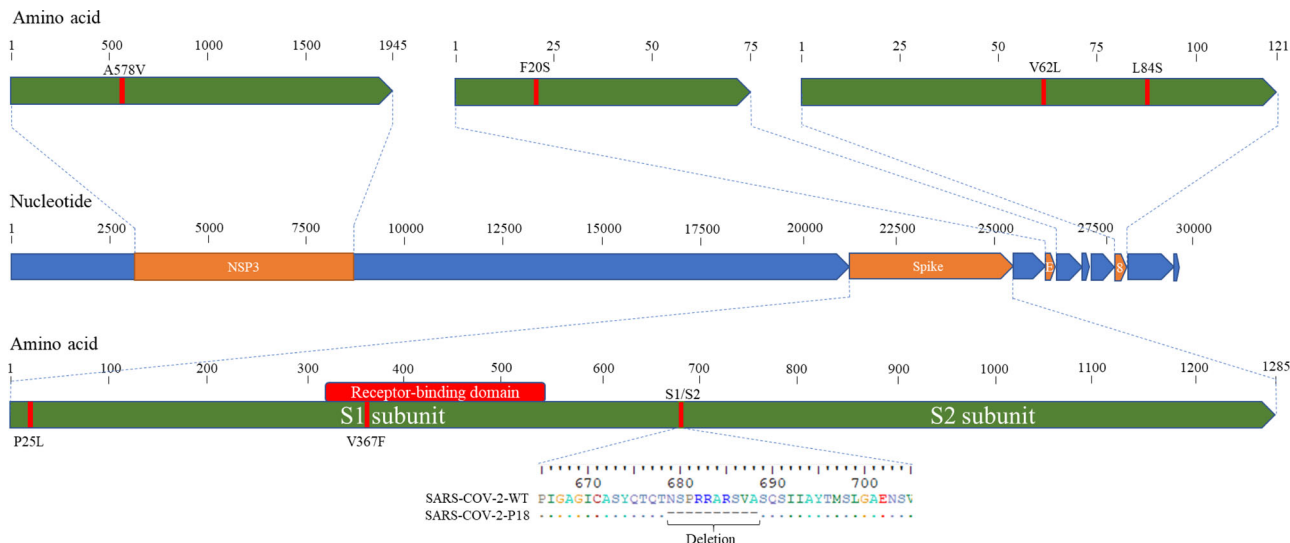 Amino acid
1 500 1000 1500 1945 1 25 50 75 1 25 50 75 100 121
A578V F20S V62L L84S
Nucleotide
1 2500 5000 7500 10000 12500 15000 17500 20000 22500 25000 27500 30000
NSP3 Spike E 8
Amino acid
1 100 200 300 400 500 600 700 800 900 1000 1100 1200 1285
Receptor-binding domain S1/S2
S1 subunit S2 subunit
P25L V367F
670 680 690 700
SARS-COV-2-WT PIGAGICASYQTQTNSPRRARSVASQSIIAYTMSLGAENSV
SARS-COV-2-P18
Deletion